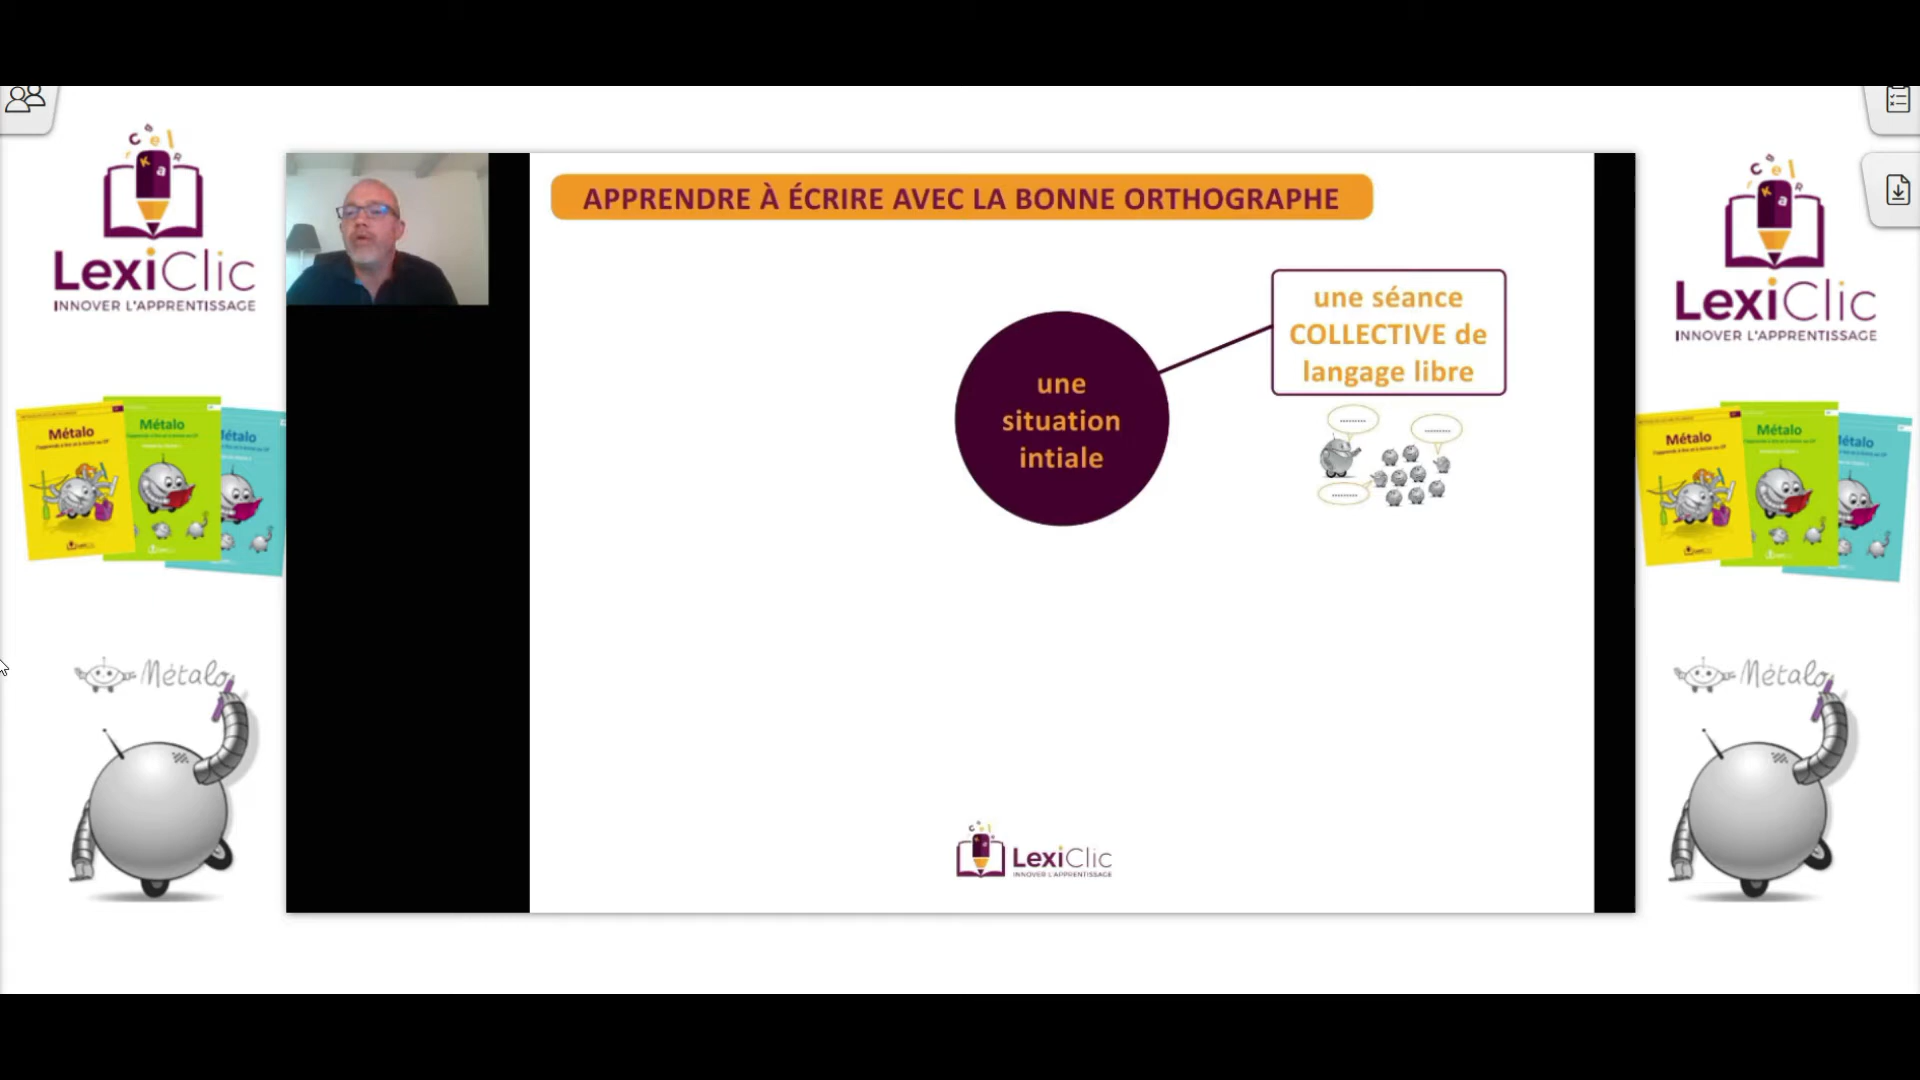 LexiClic
INNOVER L'APPRENTISSAGE
Métalo
Métalo
Métalo
Métalo
APPRENDRE À ÉCRIRE AVEC LA BONNE ORTHOGRAPHE
une
situation
intiale
une séance
COLLECTIVE de
langage libre
..........
..........
..........
LexiClic
INNOVER L'APPRENTISSAGE
LexiClic
INNOVER L'APPRENTISSAGE
Métalo
Métalo
Métalo
Métalo